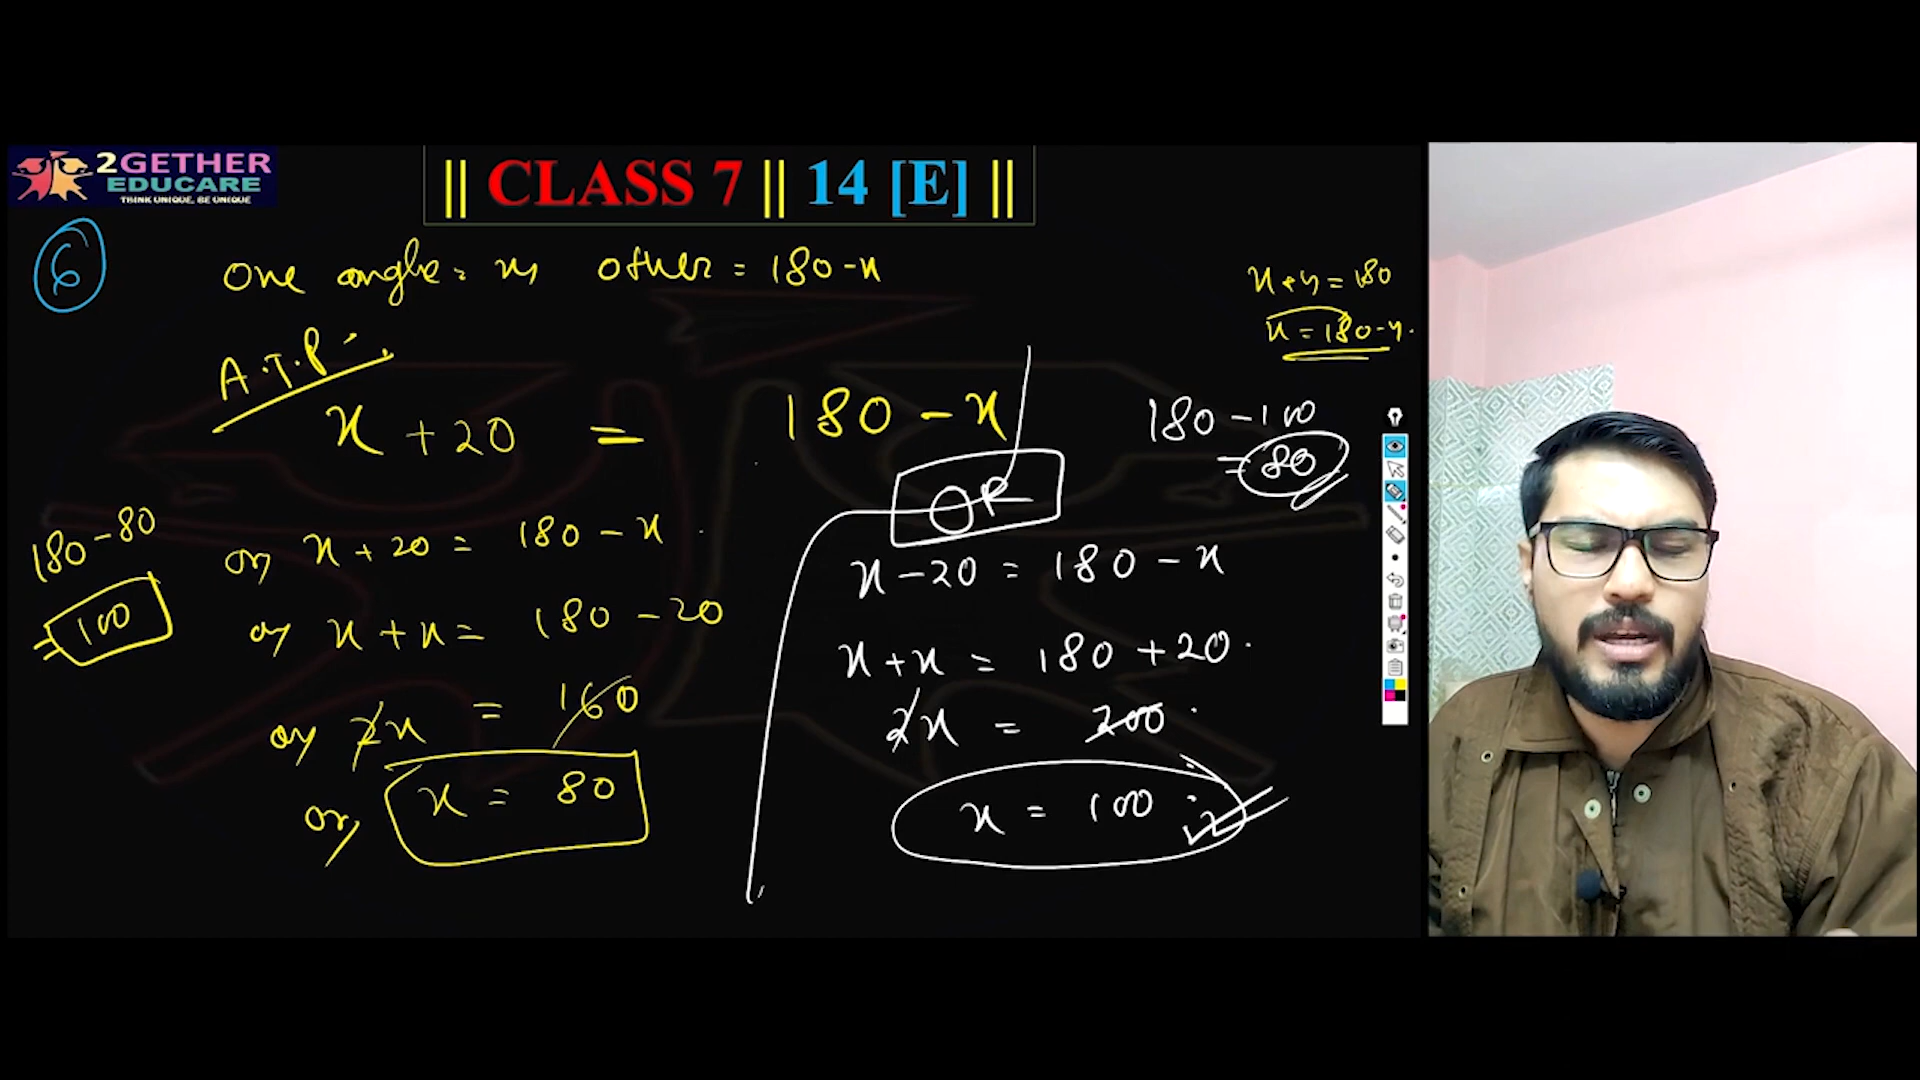 2GETHER
EDUCARE
THINK UNIQUE, BE UNIQUE
|| CLASS 7 || 14 [E] ||
6
One angle = x, other = 180-x
x+y = 180
x = 180-y.
A.T.P.
x + 20 = 180 - x
180 - 100
= 80
OR
180-80
= 100
or x + 20 = 180 - x
or x + x = 180 - 20
or 2x = 160
or x = 80
x - 20 = 180 - x
x + x = 180 + 20.
2x = 200.
x = 100